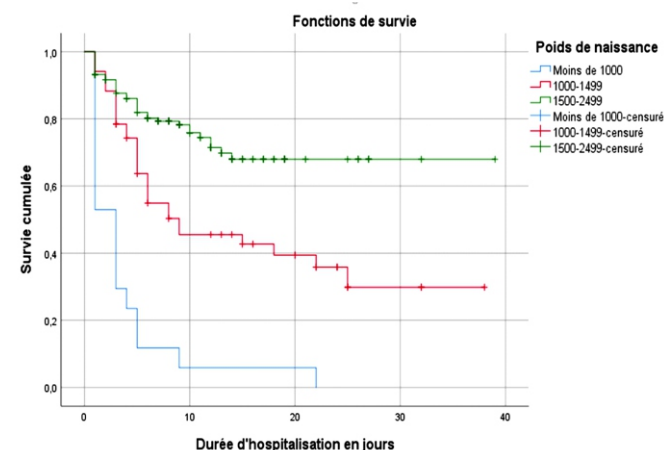 Fonctions de survie
Poids de naissance
Moins de 1000
1000-1499
1500-2499
Moins de 1000-censuré
1000-1499-censuré
1500-2499-censuré
Survie cumulée
1,0
0,8
0,6
0,4
0,2
0,0
0 10 20 30 40
Durée d'hospitalisation en jours